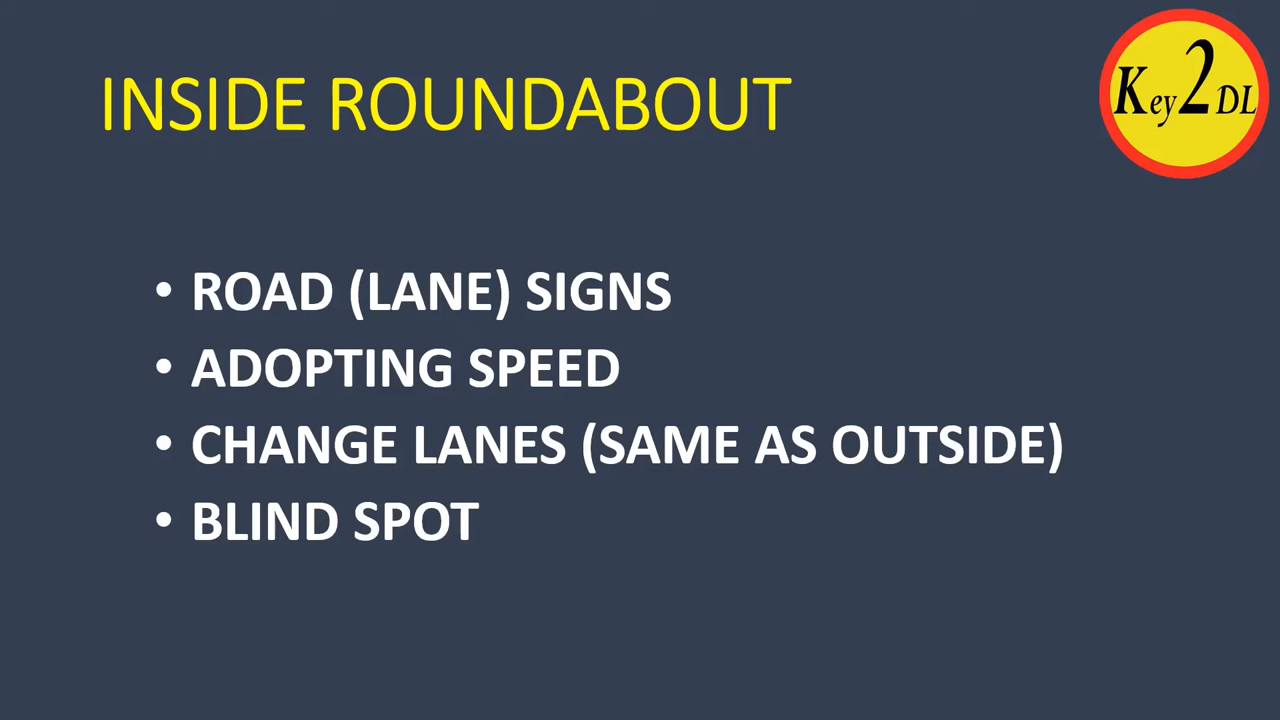 INSIDE ROUNDABOUT
Key2DL
• ROAD (LANE) SIGNS
• ADOPTING SPEED
• CHANGE LANES (SAME AS OUTSIDE)
• BLIND SPOT